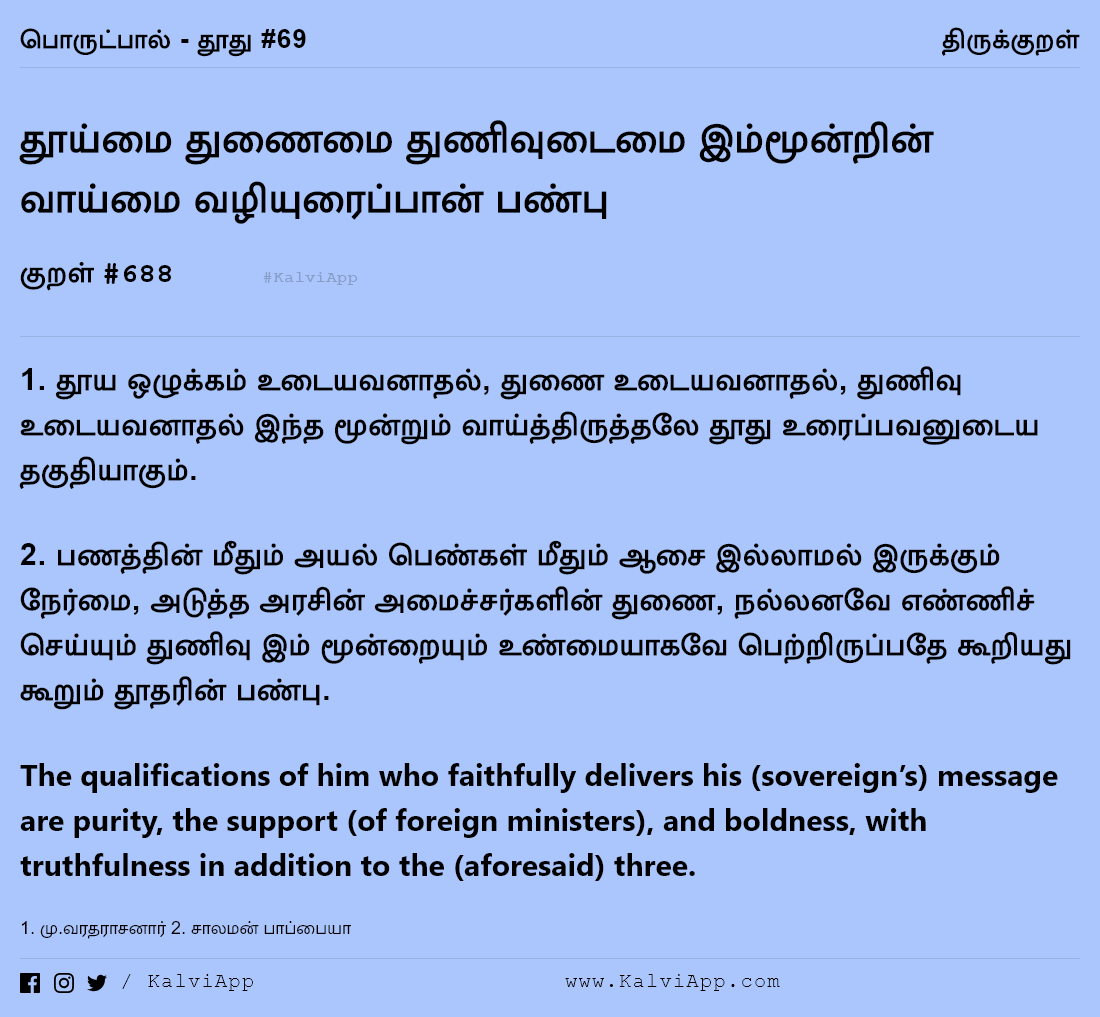 பொருட்பால் - தூது #69 திருக்குறள்
தூய்மை துணைமை துணிவுடைமை இம்மூன்றின்
வாய்மை வழியுரைப்பான் பண்பு
குறள் #688 #KalviApp
1. தூய ஒழுக்கம் உடையவனாதல், துணை உடையவனாதல், துணிவு
உடையவனாதல் இந்த மூன்றும் வாய்த்திருத்தலே தூது உரைப்பவனுடைய
தகுதியாகும்.
2. பணத்தின் மீதும் அயல் பெண்கள் மீதும் ஆசை இல்லாமல் இருக்கும்
நேர்மை, அடுத்த அரசின் அமைச்சர்களின் துணை, நல்லனவே எண்ணிச்
செய்யும் துணிவு இம் மூன்றையும் உண்மையாகவே பெற்றிருப்பதே கூறியது
கூறும் தூதரின் பண்பு.
The qualifications of him who faithfully delivers his (sovereign’s) message
are purity, the support (of foreign ministers), and boldness, with
truthfulness in addition to the (aforesaid) three.
1. மு.வரதராசனார் 2. சாலமன் பாப்பையா
/ KalviApp www.KalviApp.com